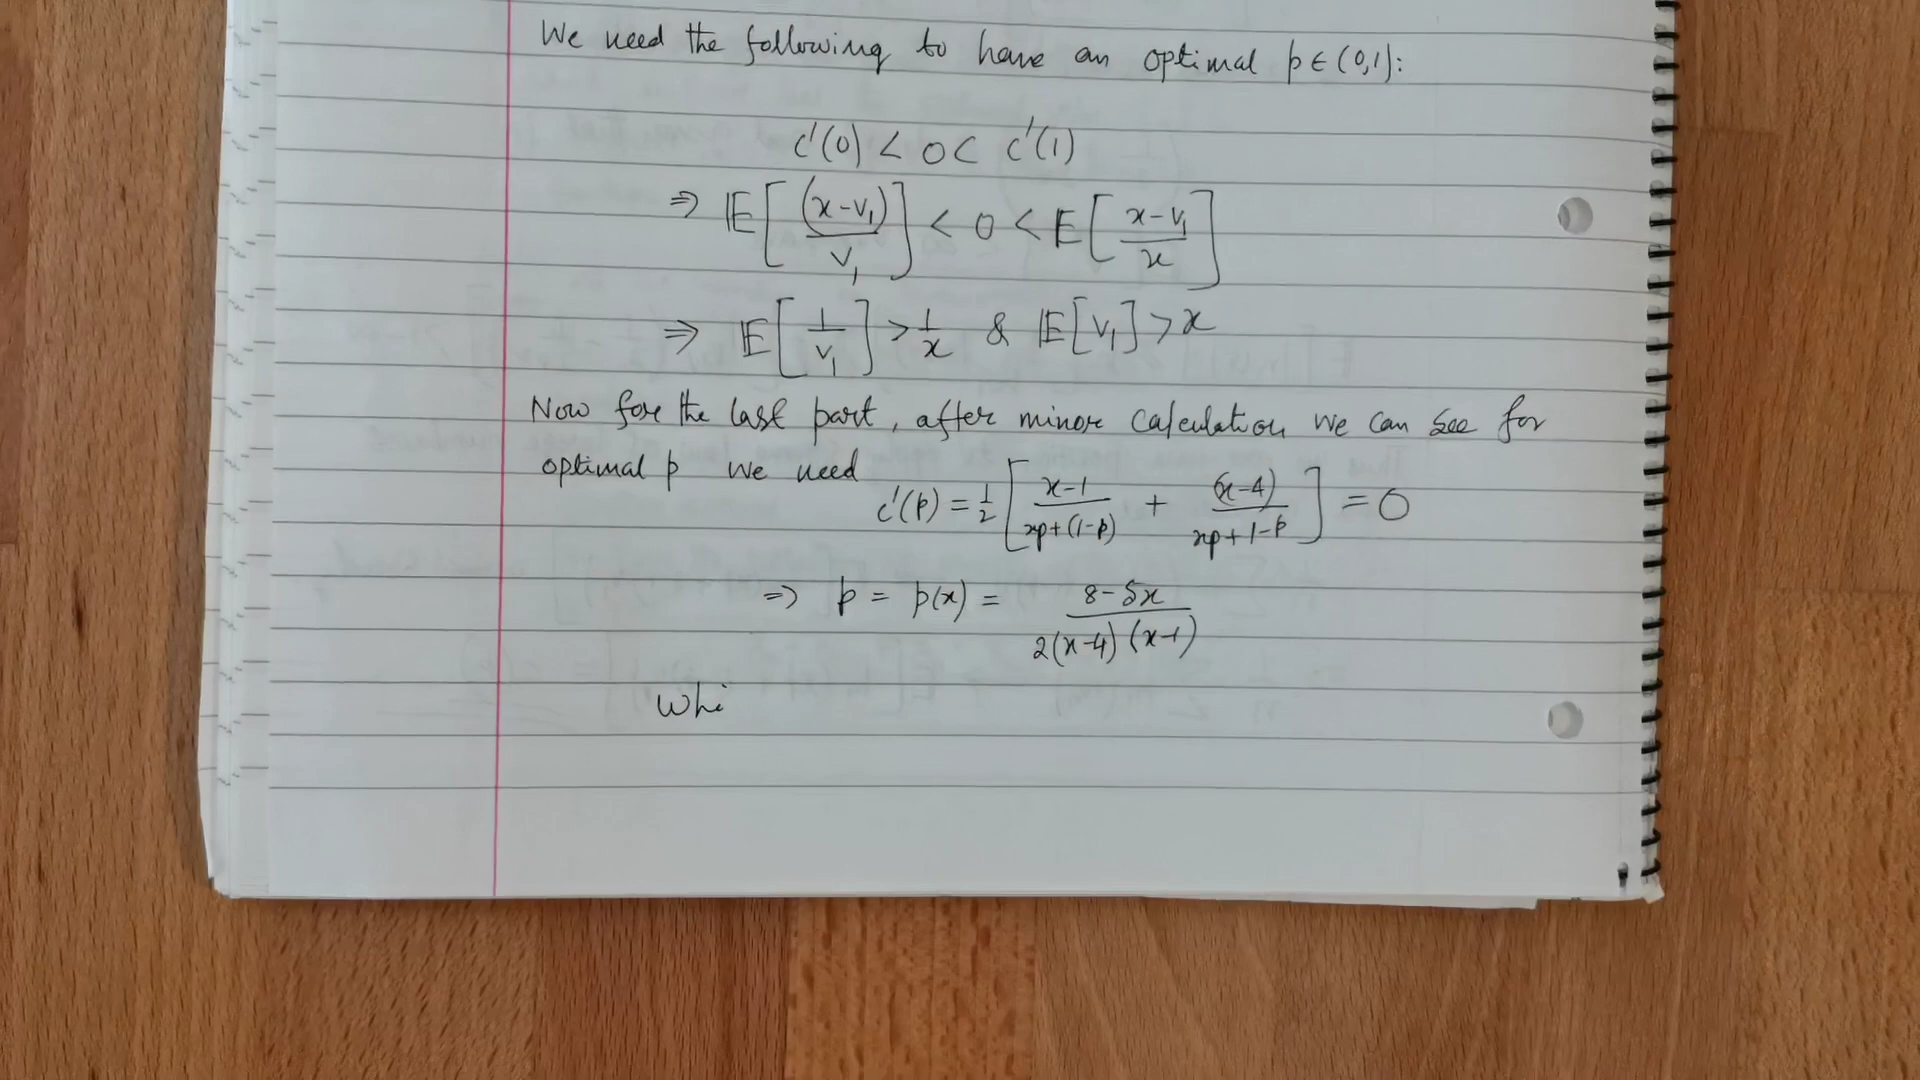 We need the following to have an optimal p ∈ (0,1):
c'(0) < 0 < c'(1)
⇒ E[(x-v₁)/v₁] < 0 < E[x-v₁/x]
⇒ E[1/v₁] > 1/x & E[v₁] > x
Now for the last part, after minor calculation we can see for
optimal p we need
c'(p) = 1/2 [x-1/xp+(1-p) + (x-4)/xp+1-p] = 0
⇒ p = p(x) = 8-5x/2(x-4)(x-1)
Whi